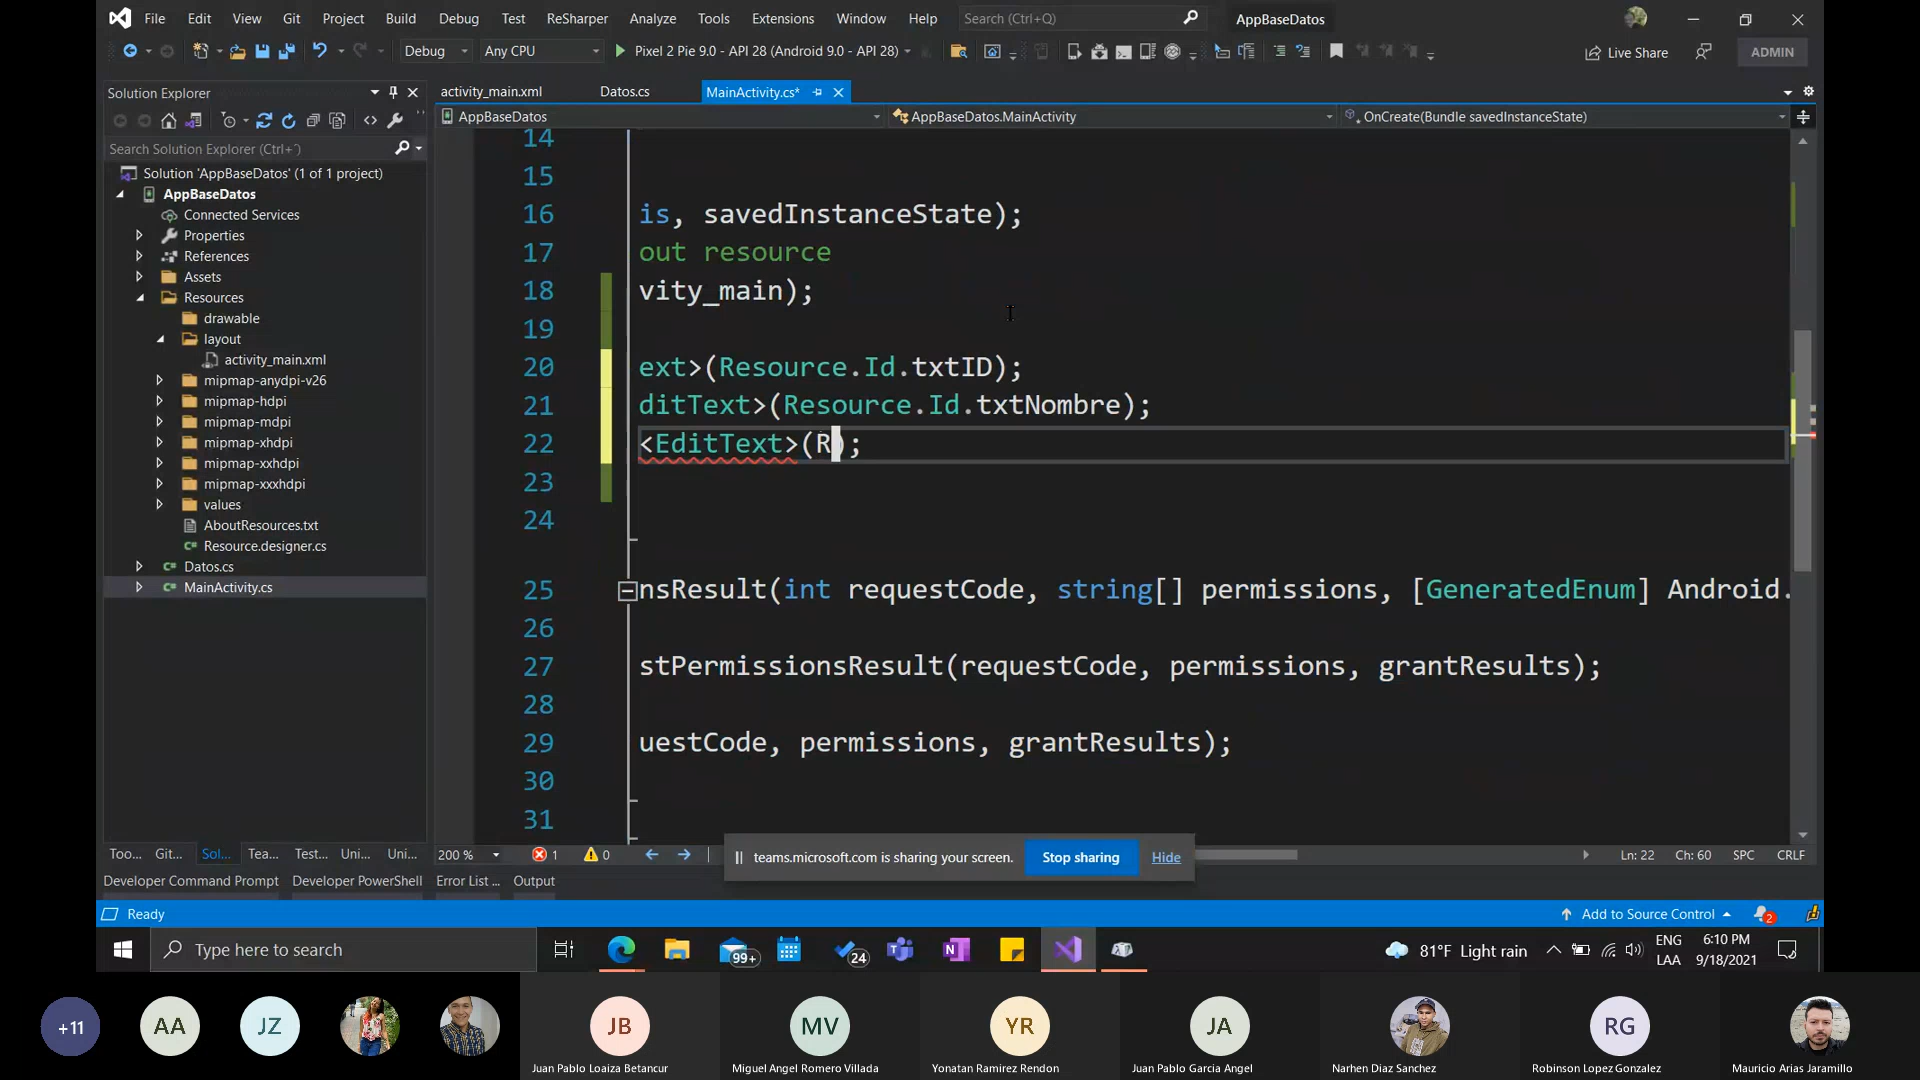 File Edit View Git Project Build Debug Test ReSharper Analyze Tools Extensions Window Help Search (Ctrl+Q) AppBaseDatos
Debug Any CPU Pixel 2 Pie 9.0 - API 28 (Android 9.0 - API 28) Live Share ADMIN
Solution Explorer
Search Solution Explorer (Ctrl+¨)
Solution 'AppBaseDatos' (1 of 1 project)
AppBaseDatos
Connected Services
Properties
References
Assets
Resources
drawable
layout
activity_main.xml
mipmap-anydpi-v26
mipmap-hdpi
mipmap-mdpi
mipmap-xhdpi
mipmap-xxhdpi
mipmap-xxxhdpi
values
AboutResources.txt
Resource.designer.cs
Datos.cs
MainActivity.cs
Too... Git... Sol... Tea... Test... Uni... Uni...
activity_main.xml Datos.cs MainActivity.cs*
AppBaseDatos AppBaseDatos.MainActivity OnCreate(Bundle savedInstanceState)
14
15
16 is, savedInstanceState);
17 out resource
18 vity_main);
19
20 ext>(Resource.Id.txtID);
21 ditText>(Resource.Id.txtNombre);
22 <EditText>(R);
23
24
25 nsResult(int requestCode, string[] permissions, [GeneratedEnum] Android.
26
27 stPermissionsResult(requestCode, permissions, grantResults);
28
29 uestCode, permissions, grantResults);
30
31
200 % 1 0 Ln: 22 Ch: 60 SPC CRLF
teams.microsoft.com is sharing your screen. Stop sharing Hide
Developer Command Prompt Developer PowerShell Error List ... Output
Ready Add to Source Control 2
Type here to search 99+ 24 81°F Light rain ENG LAA 6:10 PM 9/18/2021
+11 AA JZ JB MV YR JA RG
Juan Pablo Loaiza Betancur Miguel Angel Romero Villada Yonatan Ramirez Rendon Juan Pablo Garcia Angel Narhen Diaz Sanchez Robinson Lopez Gonzalez Mauricio Arias Jaramillo